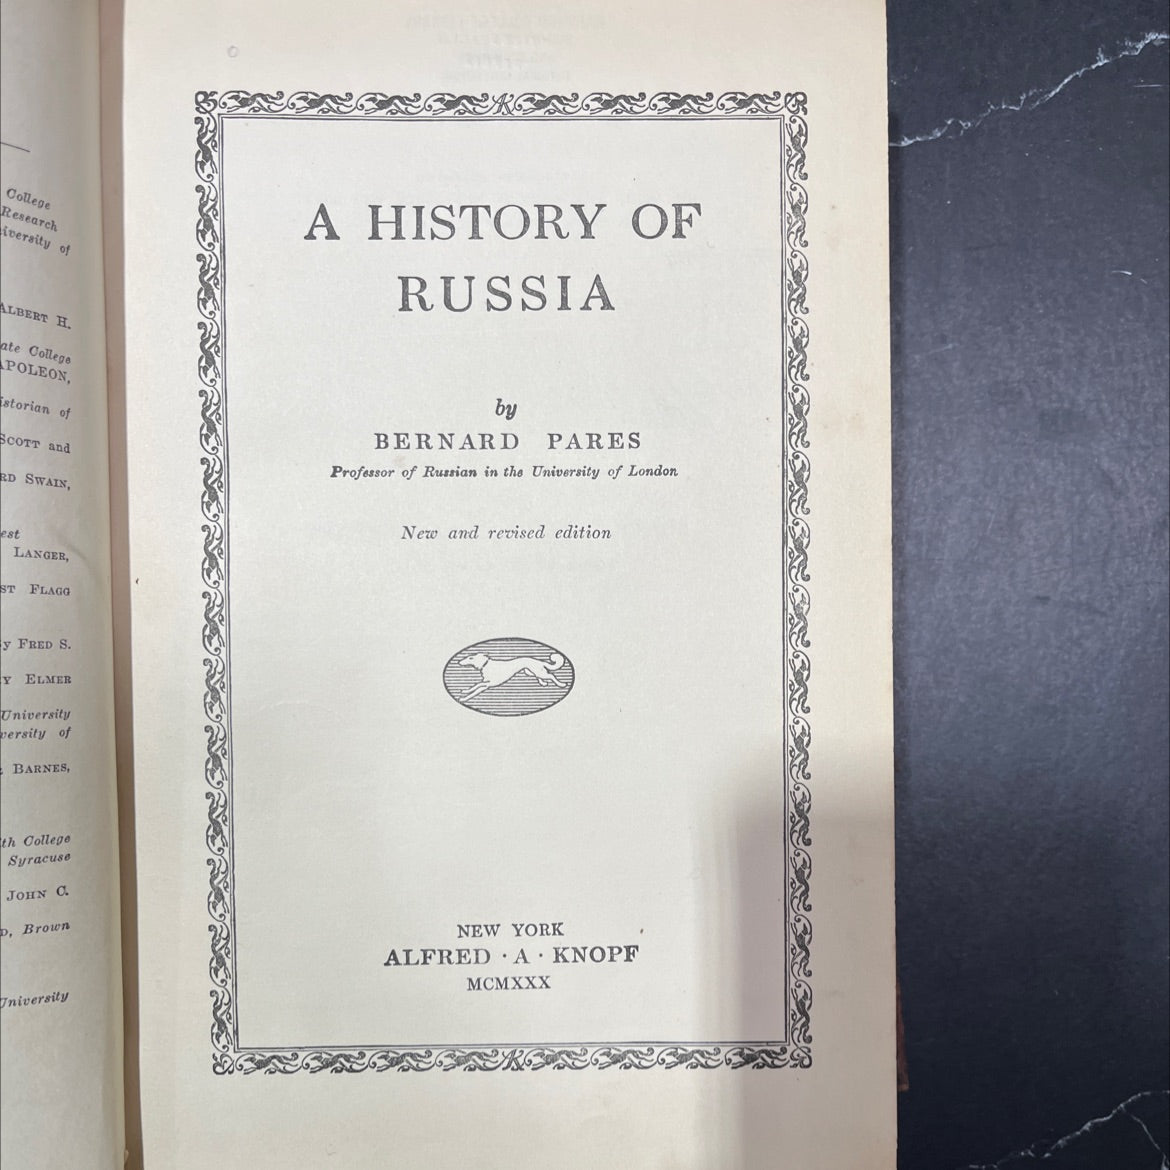 College
Research
iversity of
ALBERT H.
ate College
APOLEON,
istorian of
SCOTT and
RD SWAIN,
est
LANGER,
ST FLAGG
y FRED S.
Y ELMER
University
versity of
BARNES,
th College
Syracuse
JOHN C.
D, Brown
University
A HISTORY OF
RUSSIA
by
BERNARD PARES
Professor of Russian in the University of London
New and revised edition
NEW YORK
ALFRED · A · KNOPF
MCMXXX